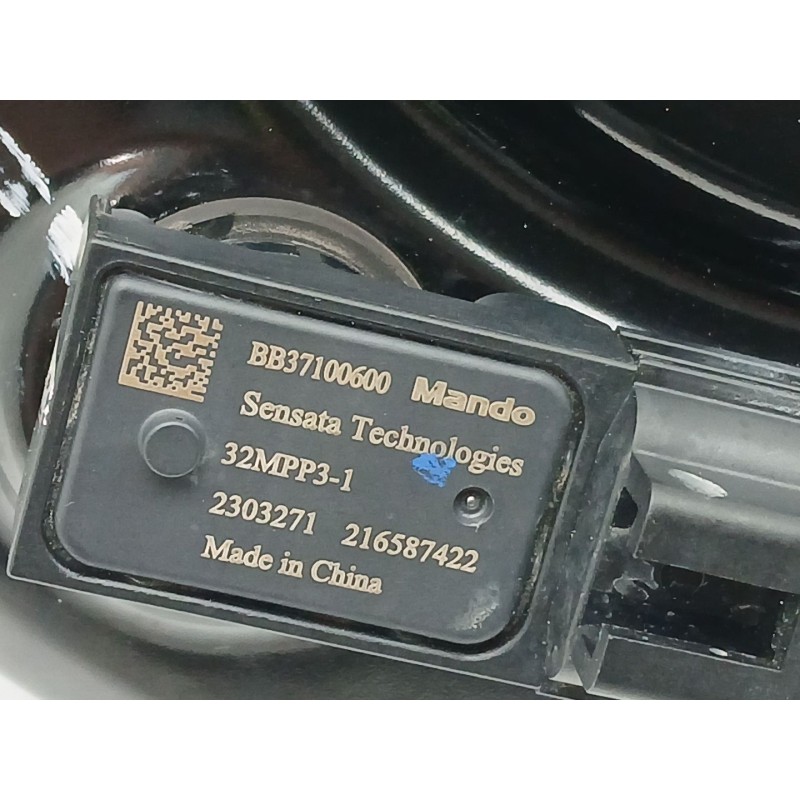 BB37100600 Mando
Sensata Technologies
32MPP3-1
2303271 216587422
Made in China